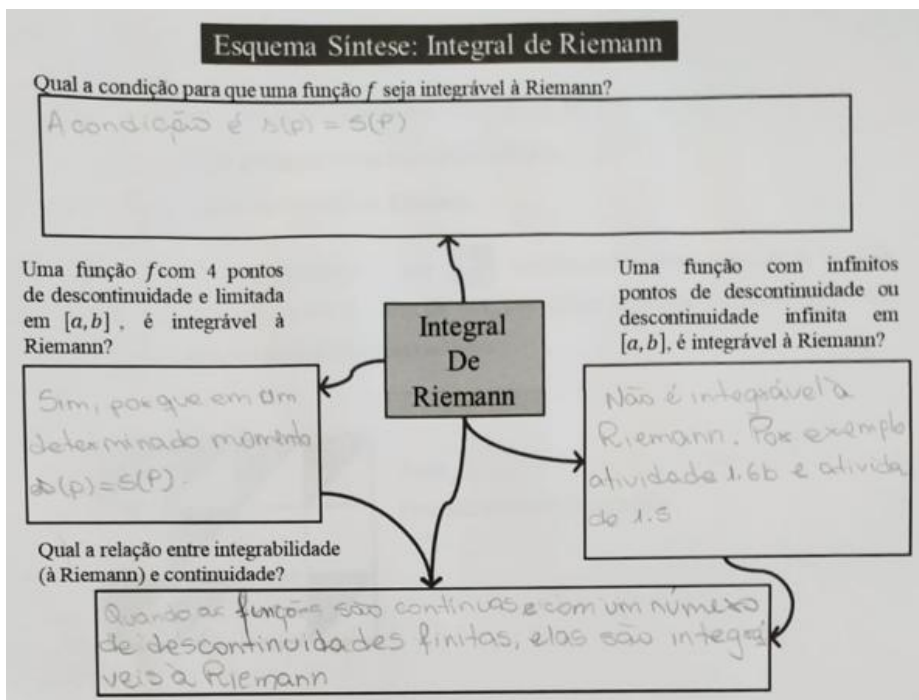 Esquema Síntese: Integral de Riemann
Qual a condição para que uma função f seja integrável à Riemann?
A condição é s(p) = S(P)
Uma função f com 4 pontos
de descontinuidade e limitada
em [a, b] , é integrável à
Riemann?
Sim, porque em um
determinado momento
s(p) = S(P).
Integral
De
Riemann
Uma função com infinitos
pontos de descontinuidade ou
descontinuidade infinita em
[a, b], é integrável à Riemann?
Não é integrável à
Riemann. Por exemplo
atividade 1.6b e ativida
de 1.5
Qual a relação entre integrabilidade
(à Riemann) e continuidade?
Quando as funções são contínuas e com um número
de descontinuidades finitas, elas são integrá
veis à Riemann